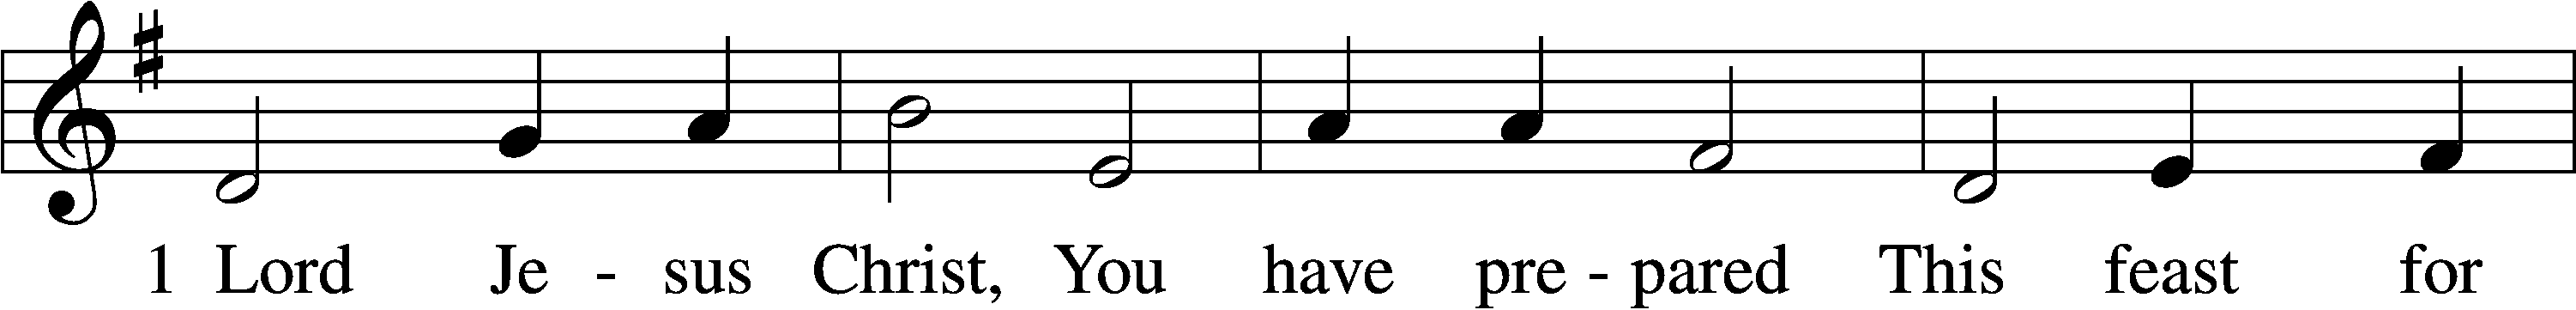 1 Lord Je - sus Christ, You have pre - pared This feast for